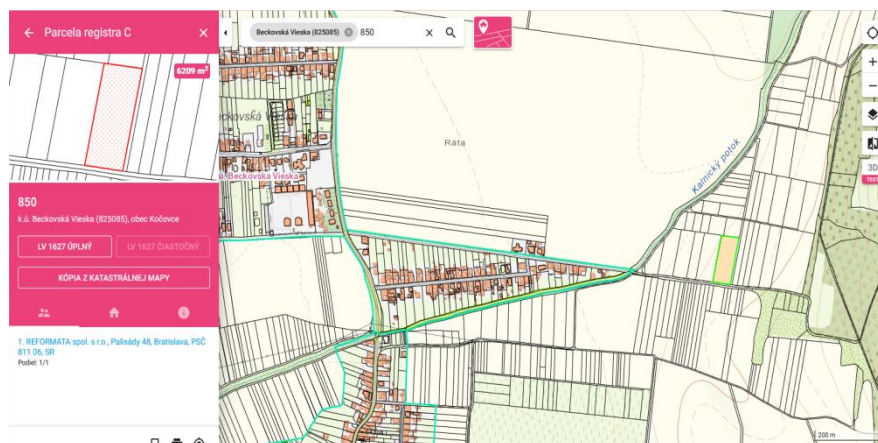 Parcela registra C
6209 m²
850
k.ú. Beckovská Vieska (825085), obec Kočovce
LV 1627 ÚPLNÝ
LV 1627 ČIASTOČNÝ
KÓPIA Z KATASTRÁLNEJ MAPY
1. REFORMATA spol. s r.o., Palisády 48, Bratislava, PSČ
811 06, SR
Podiel: 1/1
Beckovská Vieska (825085) 850
Beckovská Vieska
k.ú. Beckovská Vieska
Ráta
Kalnický potok
3D
200 m